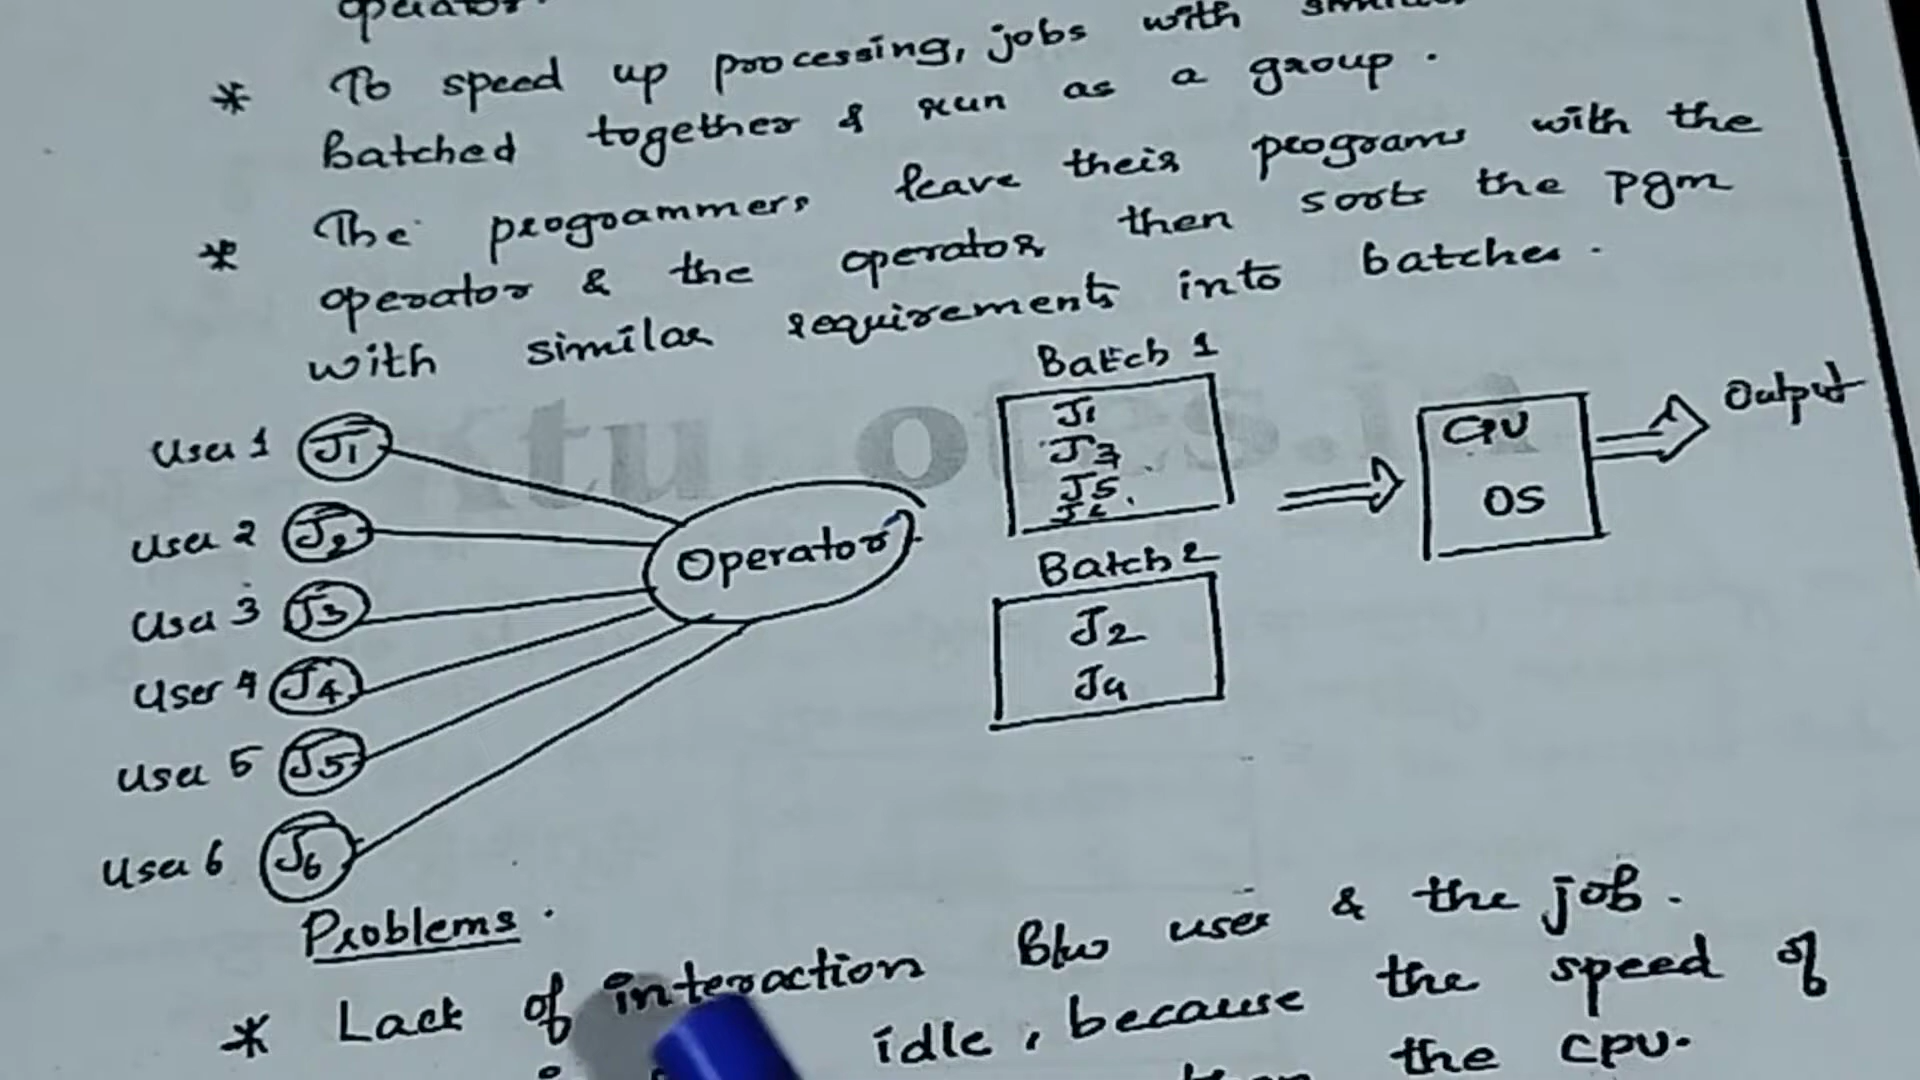 operator.
* To speed up processing, jobs with
Batched together & run as a group.
* The programmers leave their programs with the
operator & the operator then sorts the pgm
with similar requirements into batches.
User 1 J1
User 2 J2
User 3 J3
User 4 J4
User 5 J5
User 6 J6
Operator
Batch 1
J1
J3
J5
Batch 2
J2
J4
CPU
OS
Output
Problems.
* Lack of interaction B/w user & the job.
idle, because the speed of
the CPU.